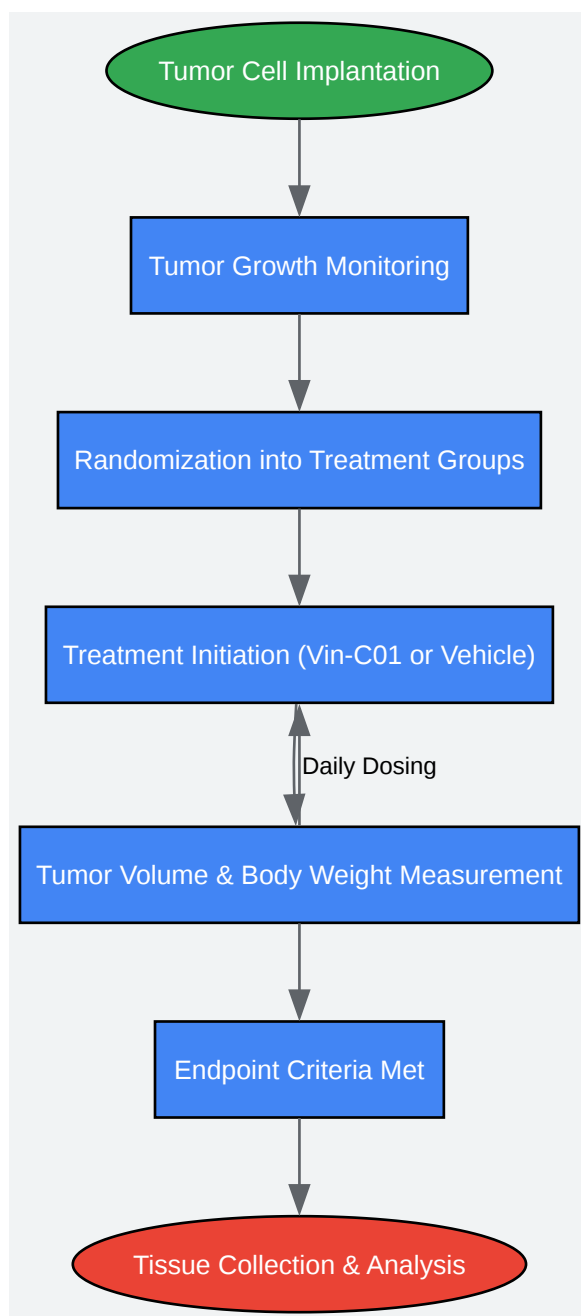 Tumor Cell Implantation
Tumor Growth Monitoring
Randomization into Treatment Groups
Treatment Initiation (Vin-C01 or Vehicle)
Daily Dosing
Tumor Volume & Body Weight Measurement
Endpoint Criteria Met
Tissue Collection & Analysis